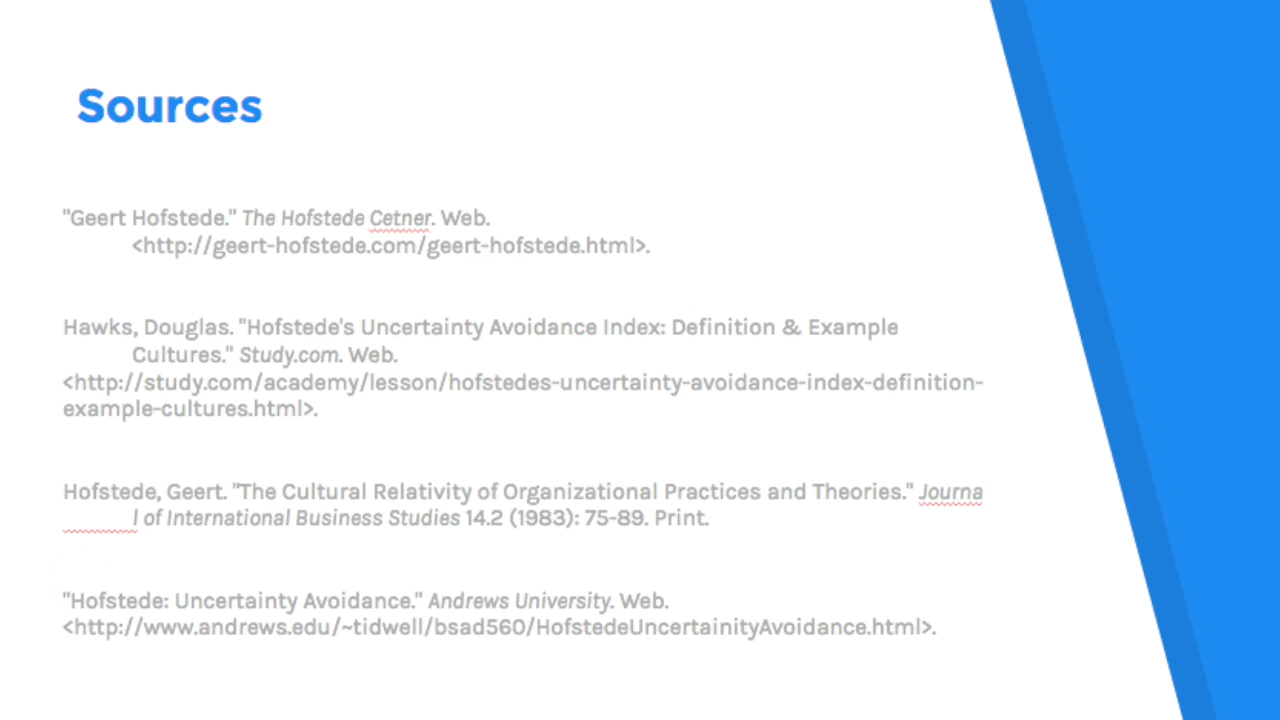 Sources
"Geert Hofstede." The Hofstede Cetner. Web.
<http://geert-hofstede.com/geert-hofstede.html>.
Hawks, Douglas. "Hofstede's Uncertainty Avoidance Index: Definition & Example
Cultures." Study.com. Web.
<http://study.com/academy/lesson/hofstedes-uncertainty-avoidance-index-definition-
example-cultures.html>.
Hofstede, Geert. "The Cultural Relativity of Organizational Practices and Theories." Journa
l of International Business Studies 14.2 (1983): 75-89. Print.
"Hofstede: Uncertainty Avoidance." Andrews University. Web.
<http://www.andrews.edu/~tidwell/bsad560/HofstedeUncertainityAvoidance.html>.